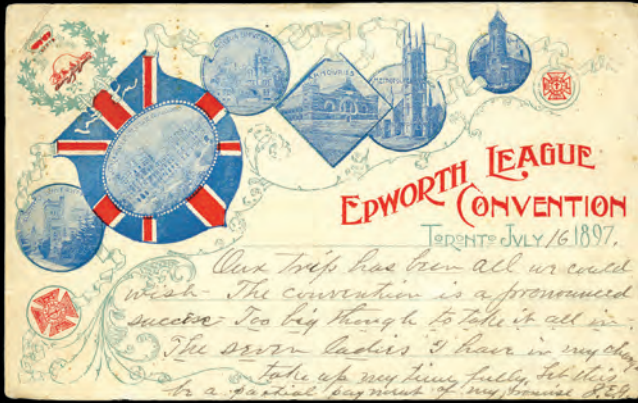 VICTORIA UNIVERSITY
ARMOURIES
METROPOLITAN
EPWORTH LEAGUE
CONVENTION
TORONTO JULY 16 1897.
Our trip has been all we could
wish - The convention is a pronounced
success - Too big though to take it all in.
The seven ladies I have in my charge
take up my time fully. Let this
be a partial payment of my promise